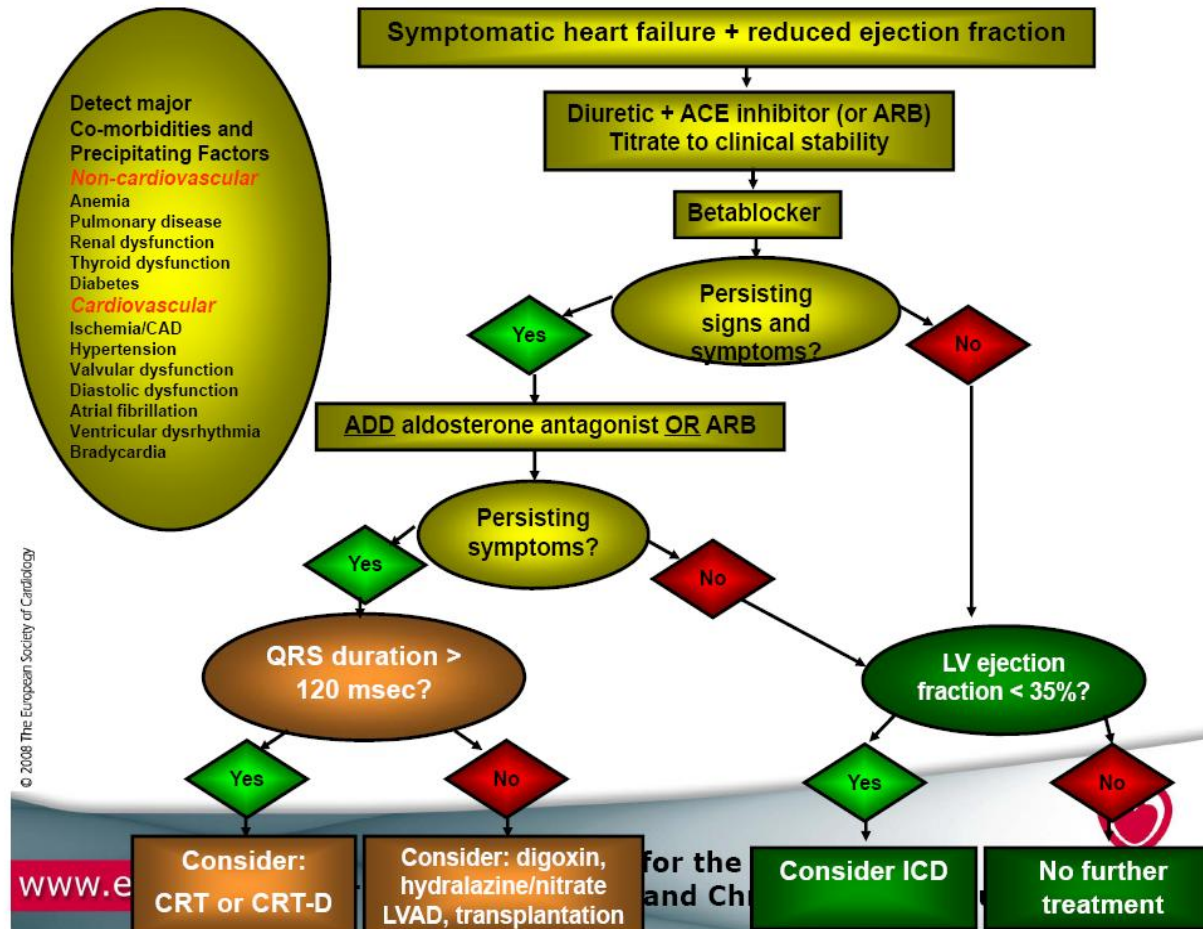 Symptomatic heart failure + reduced ejection fraction
Detect major
Co-morbidities and
Precipitating Factors
Non-cardiovascular
Anemia
Pulmonary disease
Renal dysfunction
Thyroid dysfunction
Diabetes
Cardiovascular
Ischemia/CAD
Hypertension
Valvular dysfunction
Diastolic dysfunction
Atrial fibrillation
Ventricular dysrhythmia
Bradycardia
Diuretic + ACE inhibitor (or ARB)
Titrate to clinical stability
Betablocker
Persisting
signs and
symptoms?
Yes
No
ADD aldosterone antagonist OR ARB
Persisting
symptoms?
Yes
No
QRS duration >
120 msec?
LV ejection
fraction < 35%?
Yes
No
Yes
No
Consider:
CRT or CRT-D
Consider: digoxin,
hydralazine/nitrate
LVAD, transplantation
Consider ICD
No further
treatment
www.e
for the
and Chr
© 2008 The European Society of Cardiology